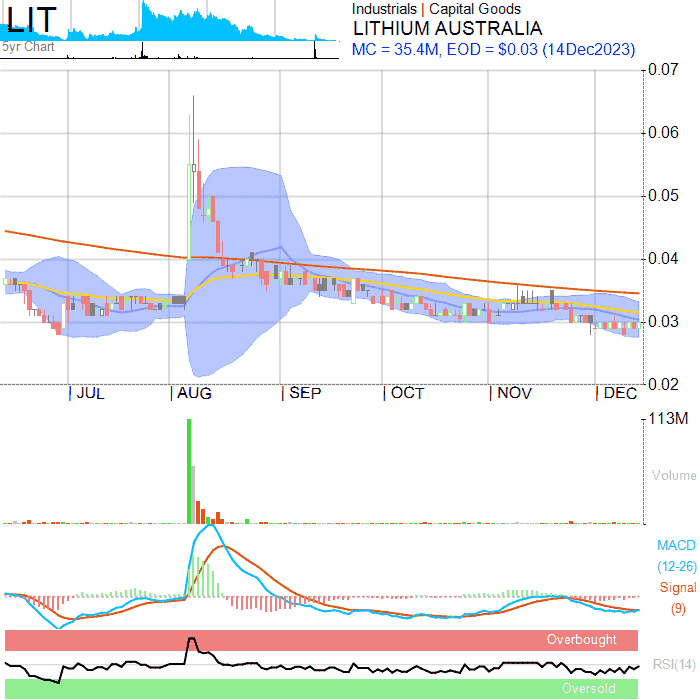 LIT
5yr Chart
Industrials | Capital Goods
LITHIUM AUSTRALIA
MC = 35.4M, EOD = $0.03 (14Dec2023)
0.07
0.06
0.05
0.04
0.03
0.02
JUL AUG SEP OCT NOV DEC
113M
Volume
MACD
(12-26)
Signal
(9)
Overbought
RSI(14)
Oversold